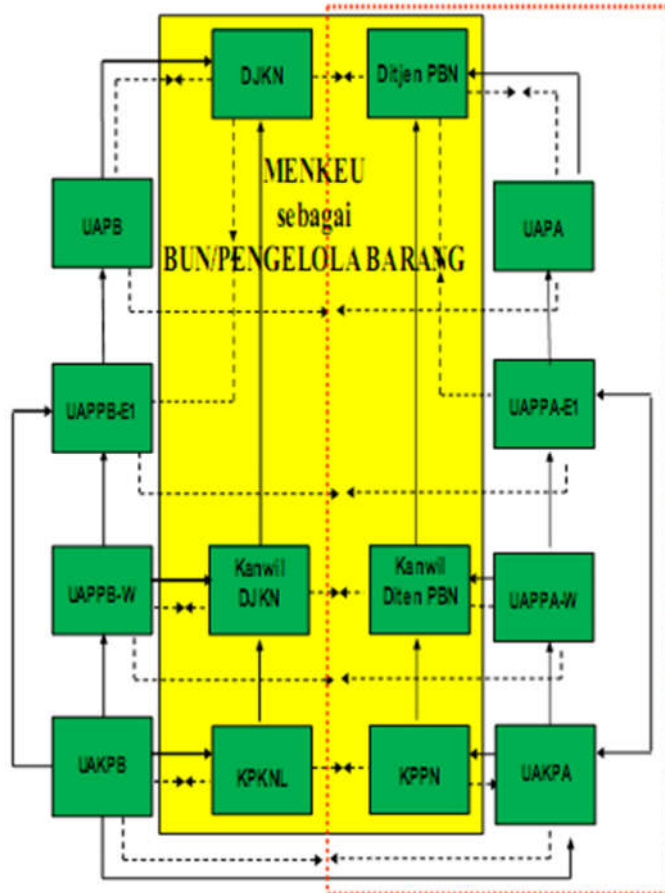 DJKN
Ditjen PBN
MENKEU
sebagai
BUN/PENGELOLA BARANG
UAPB
UAPA
UAPPB-E1
UAPPA-E1
UAPPB-W
Kanwil
DJKN
Kanwil
Diten PBN
UAPPA-W
UAKPB
KPKNL
KPPN
UAKPA